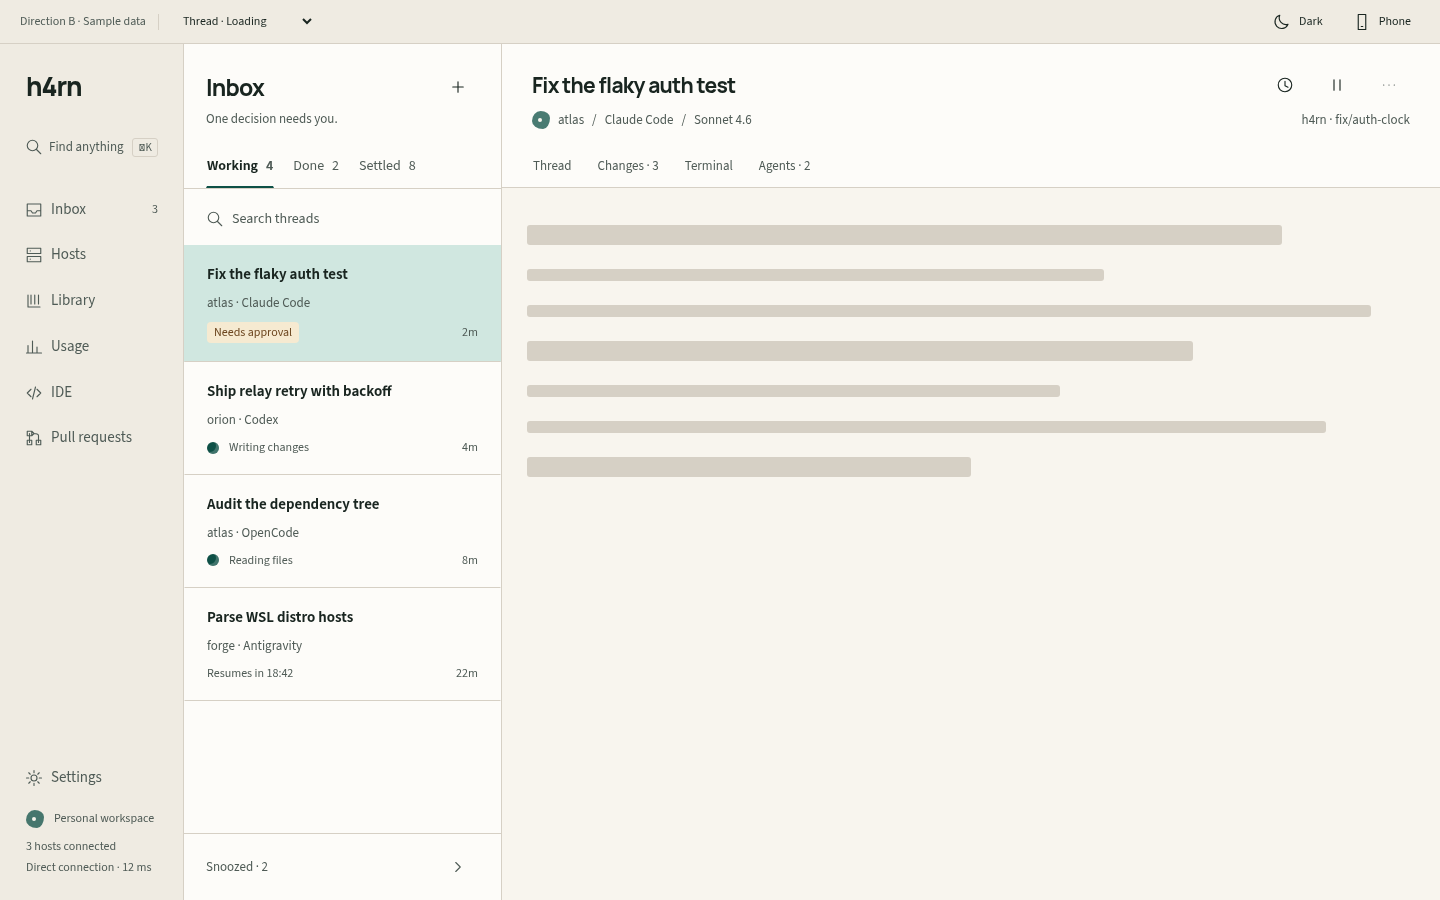 Direction B · Sample data
Thread · Loading
Dark
Phone
h4rn
Find anything
K
Inbox 3
Hosts
Library
Usage
IDE
Pull requests
Settings
Personal workspace
3 hosts connected
Direct connection · 12 ms
Inbox
One decision needs you.
Working 4
Done 2
Settled 8
Search threads
Fix the flaky auth test
atlas · Claude Code
Needs approval 2m
Ship relay retry with backoff
orion · Codex
Writing changes 4m
Audit the dependency tree
atlas · OpenCode
Reading files 8m
Parse WSL distro hosts
forge · Antigravity
Resumes in 18:42 22m
Snoozed · 2
Fix the flaky auth test
atlas / Claude Code / Sonnet 4.6
h4rn · fix/auth-clock
Thread
Changes · 3
Terminal
Agents · 2